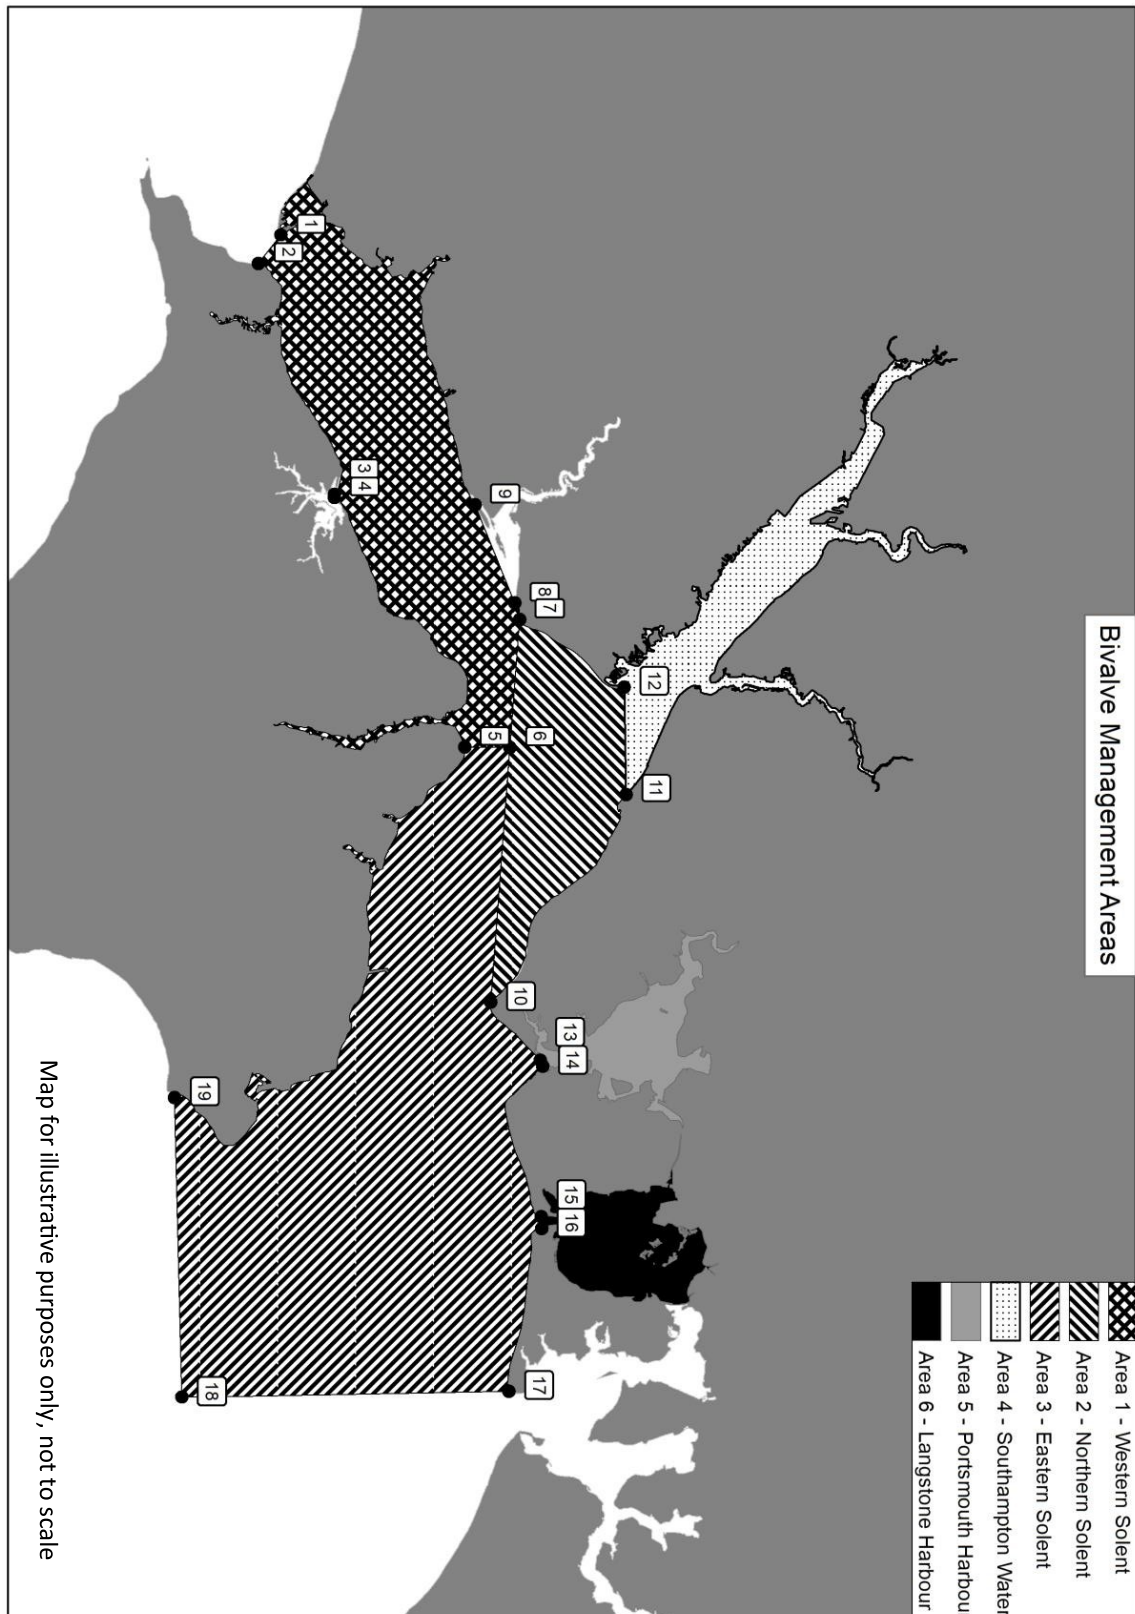 Bivalve Management Areas
Area 1 - Western Solent
Area 2 - Northern Solent
Area 3 - Eastern Solent
Area 4 - Southampton Water
Area 5 - Portsmouth Harbou
Area 6 - Langstone Harbour
1
2
3
4
5
6
7
8
9
10
11
12
13
14
15
16
17
18
19
Map for illustrative purposes only, not to scale